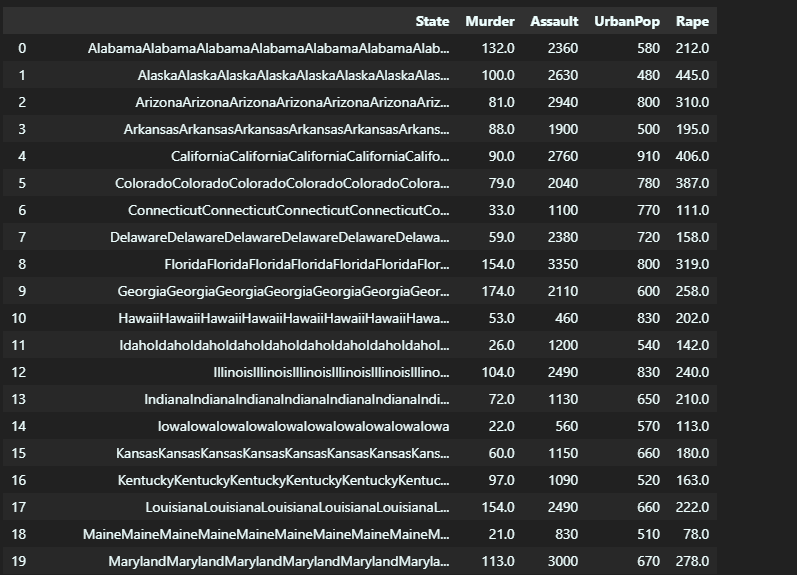 State Murder Assault UrbanPop Rape
0 AlabamaAlabamaAlabamaAlabamaAlabamaAlabamaAlab... 132.0 2360 580 212.0
1 AlaskaAlaskaAlaskaAlaskaAlaskaAlaskaAlaskaAlas... 100.0 2630 480 445.0
2 ArizonaArizonaArizonaArizonaArizonaArizonaAriz... 81.0 2940 800 310.0
3 ArkansasArkansasArkansasArkansasArkansasArkans... 88.0 1900 500 195.0
4 CaliforniaCaliforniaCaliforniaCaliforniaCalifo... 90.0 2760 910 406.0
5 ColoradoColoradoColoradoColoradoColoradoColora... 79.0 2040 780 387.0
6 ConnecticutConnecticutConnecticutConnecticutCo... 33.0 1100 770 111.0
7 DelawareDelawareDelawareDelawareDelawareDelawa... 59.0 2380 720 158.0
8 FloridaFloridaFloridaFloridaFloridaFloridaFlor... 154.0 3350 800 319.0
9 GeorgiaGeorgiaGeorgiaGeorgiaGeorgiaGeorgiaGeor... 174.0 2110 600 258.0
10 HawaiiHawaiiHawaiiHawaiiHawaiiHawaiiHawaiiHawa... 53.0 460 830 202.0
11 IdahoIdahoIdahoIdahoIdahoIdahoIdahoIdahoIdahoI... 26.0 1200 540 142.0
12 IllinoisIllinoisIllinoisIllinoisIllinoisIllino... 104.0 2490 830 240.0
13 IndianaIndianaIndianaIndianaIndianaIndianaIndi... 72.0 1130 650 210.0
14 IowaIowaIowaIowaIowaIowaIowaIowaIowaIowa 22.0 560 570 113.0
15 KansasKansasKansasKansasKansasKansasKansasKans... 60.0 1150 660 180.0
16 KentuckyKentuckyKentuckyKentuckyKentuckyKentuc... 97.0 1090 520 163.0
17 LouisianaLouisianaLouisianaLouisianaLouisianaL... 154.0 2490 660 222.0
18 MaineMaineMaineMaineMaineMaineMaineMaineMaineM... 21.0 830 510 78.0
19 MarylandMarylandMarylandMarylandMarylandMaryla... 113.0 3000 670 278.0